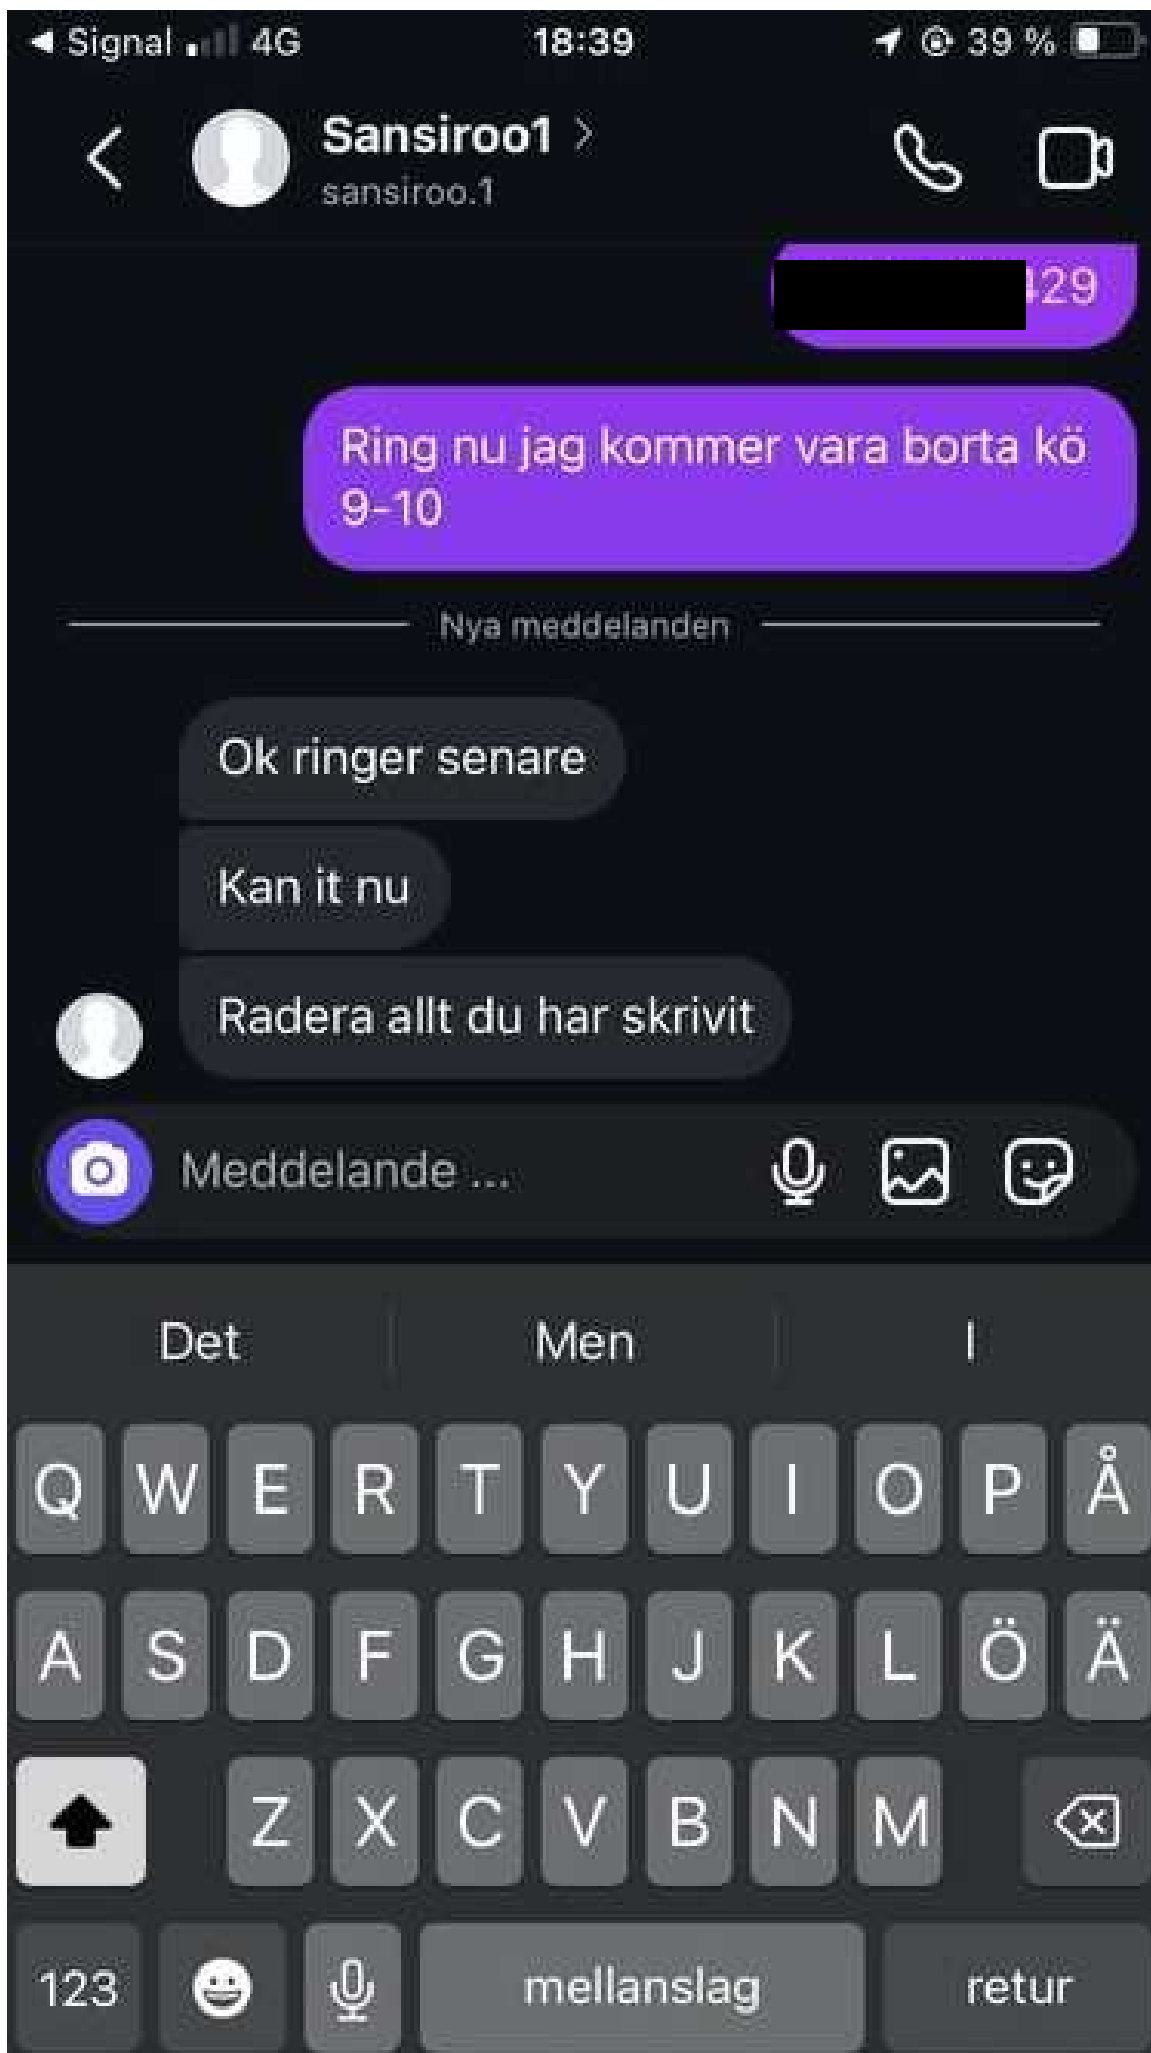 ◀ Signal 4G 18:39 39 %
Sansiroo1 >
sansiroo.1
429
Ring nu jag kommer vara borta kö
9-10
Nya meddelanden
Ok ringer senare
Kan it nu
Radera allt du har skrivit
Meddelande ...
Det Men I
Q W E R T Y U I O P Å
A S D F G H J K L Ö Ä
Z X C V B N M
123 mellanslag retur